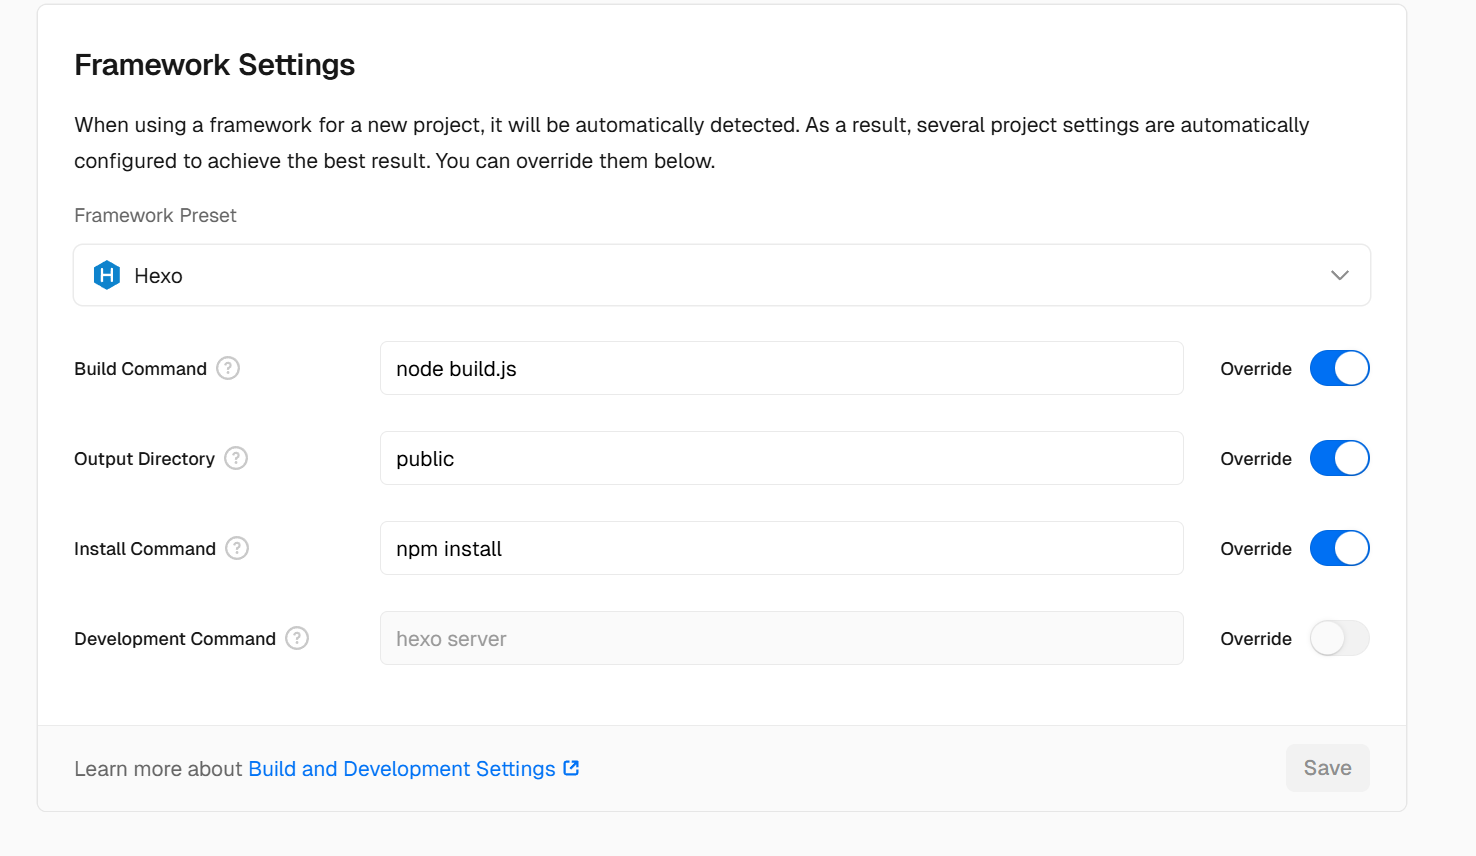 Framework Settings
When using a framework for a new project, it will be automatically detected. As a result, several project settings are automatically
configured to achieve the best result. You can override them below.
Framework Preset
H Hexo
Build Command ? node build.js Override
Output Directory ? public Override
Install Command ? npm install Override
Development Command ? hexo server Override
Learn more about Build and Development Settings Save